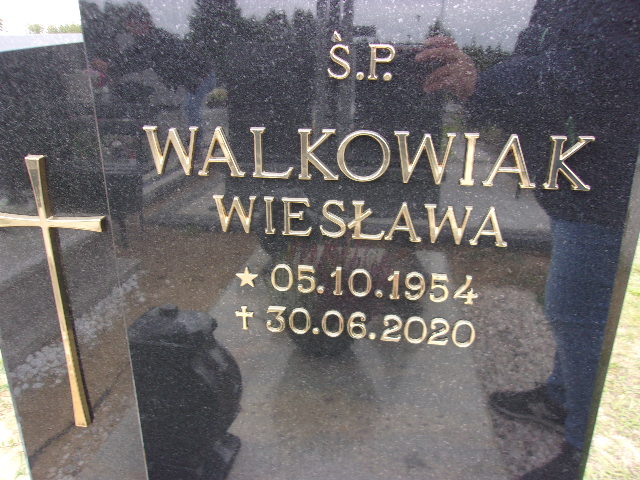 Ś.P.
WALKOWIAK
WIESŁAWA
★ 05.10.1954
✝ 30.06.2020